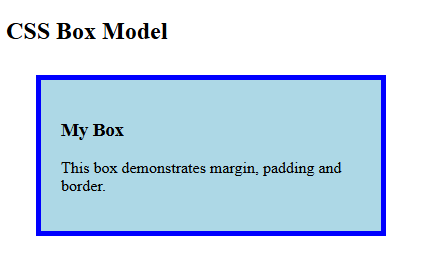 CSS Box Model
My Box
This box demonstrates margin, padding and
border.